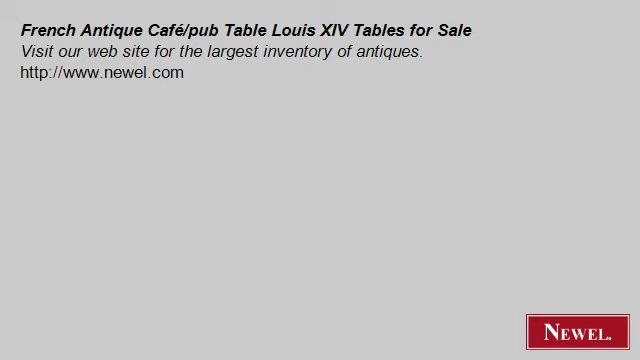 French Antique Café/pub Table Louis XIV Tables for Sale
Visit our web site for the largest inventory of antiques.
http://www.newel.com
NEWEL.